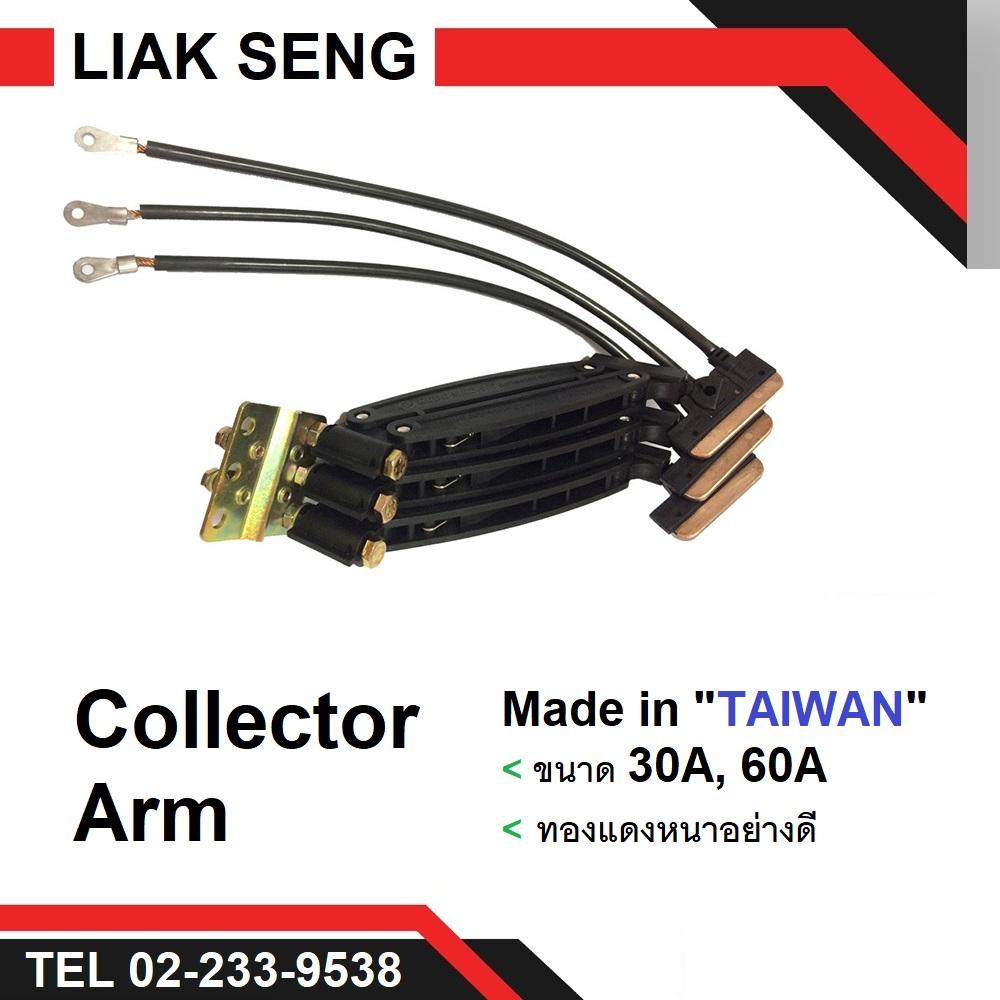 LIAK SENG
Collector
Arm
Made in "TAIWAN"
< ขนาด 30A, 60A
< ทองแดงหนาอย่างดี
TEL 02-233-9538